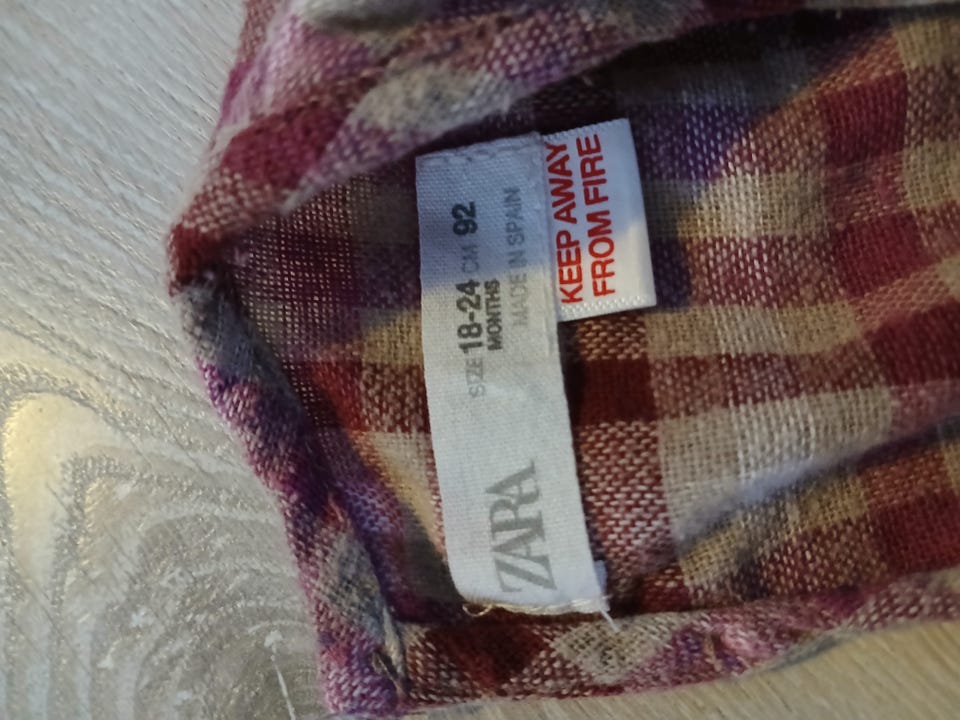 ZARA
SIZE 18-24 CM 92
MONTHS
MADE IN SPAIN
KEEP AWAY
FROM FIRE